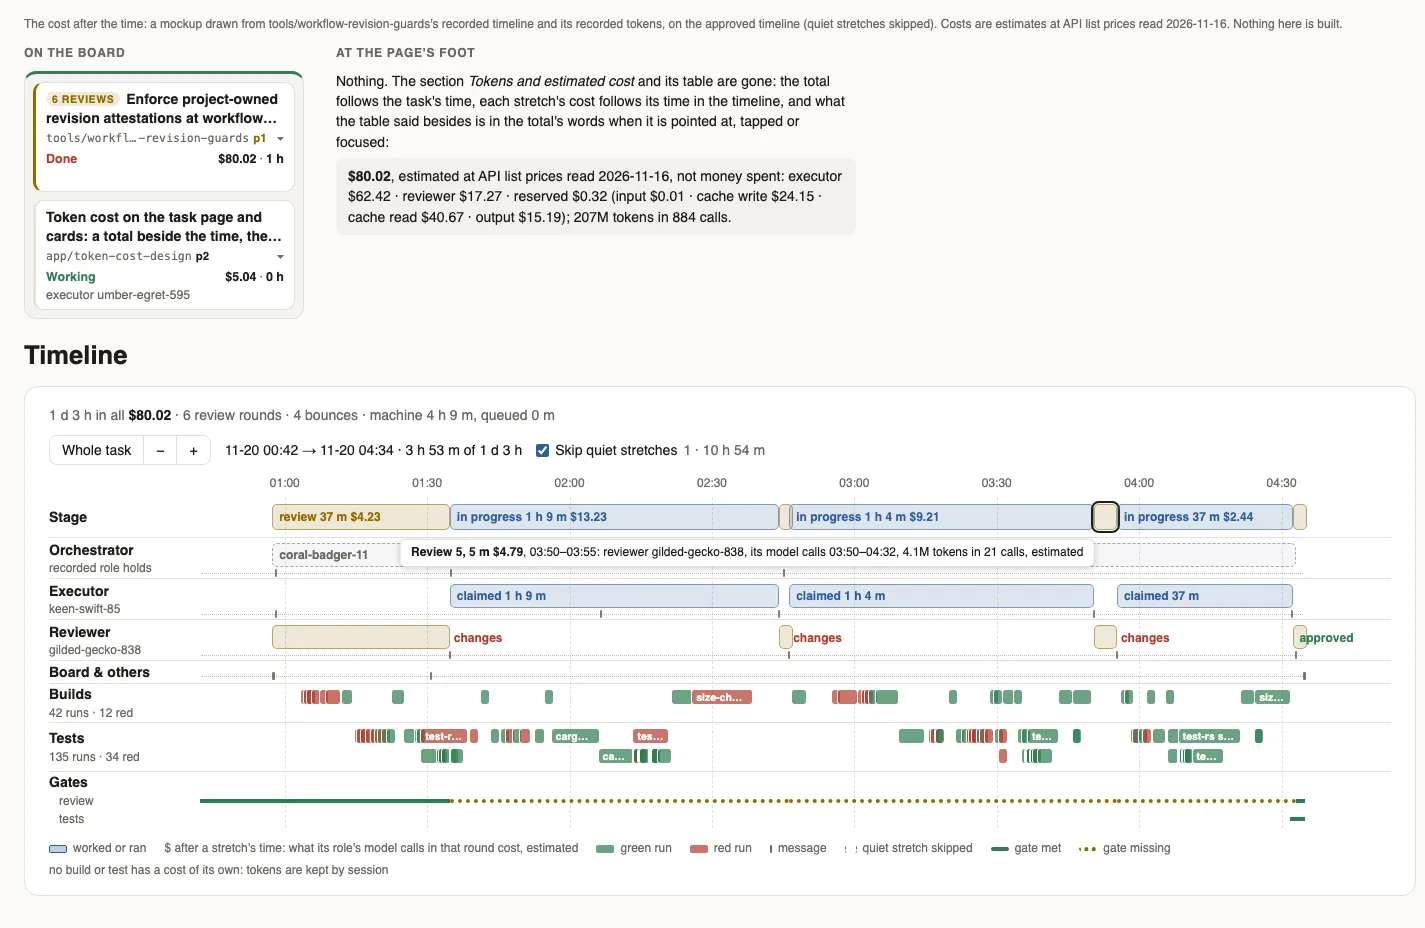 The cost after the time: a mockup drawn from tools/workflow-revision-guards's recorded timeline and its recorded tokens, on the approved timeline (quiet stretches skipped). Costs are estimates at API list prices read 2026-11-16. Nothing here is built.
ON THE BOARD
6 REVIEWS Enforce project-owned
revision attestations at workflow…
tools/workfl…-revision-guards p1
Done $80.02 · 1 h
Token cost on the task page and
cards: a total beside the time, the…
app/token-cost-design p2
Working $5.04 · 0 h
executor umber-egret-595
AT THE PAGE'S FOOT
Nothing. The section Tokens and estimated cost and its table are gone: the total
follows the task's time, each stretch's cost follows its time in the timeline, and what
the table said besides is in the total's words when it is pointed at, tapped or
focused:
$80.02, estimated at API list prices read 2026-11-16, not money spent: executor
$62.42 · reviewer $17.27 · reserved $0.32 (input $0.01 · cache write $24.15 ·
cache read $40.67 · output $15.19); 207M tokens in 884 calls.
Timeline
1 d 3 h in all $80.02 · 6 review rounds · 4 bounces · machine 4 h 9 m, queued 0 m
Whole task − + 11-20 00:42 → 11-20 04:34 · 3 h 53 m of 1 d 3 h Skip quiet stretches 1 · 10 h 54 m
01:00 01:30 02:00 02:30 03:00 03:30 04:00 04:30
Stage review 37 m $4.23 in progress 1 h 9 m $13.23 in progress 1 h 4 m $9.21 in progress 37 m $2.44
Orchestrator
recorded role holds
coral-badger-11
Review 5, 5 m $4.79, 03:50–03:55: reviewer gilded-gecko-838, its model calls 03:50–04:32, 4.1M tokens in 21 calls, estimated
Executor
keen-swift-85
claimed 1 h 9 m claimed 1 h 4 m claimed 37 m
Reviewer
gilded-gecko-838
changes changes changes approved
Board & others
Builds
42 runs · 12 red
size-ch… siz…
Tests
135 runs · 34 red
test-r… carg… tes… te… test-rs s…
ca… te…
Gates
review
tests
worked or ran $ after a stretch's time: what its role's model calls in that round cost, estimated green run red run message quiet stretch skipped gate met gate missing
no build or test has a cost of its own: tokens are kept by session